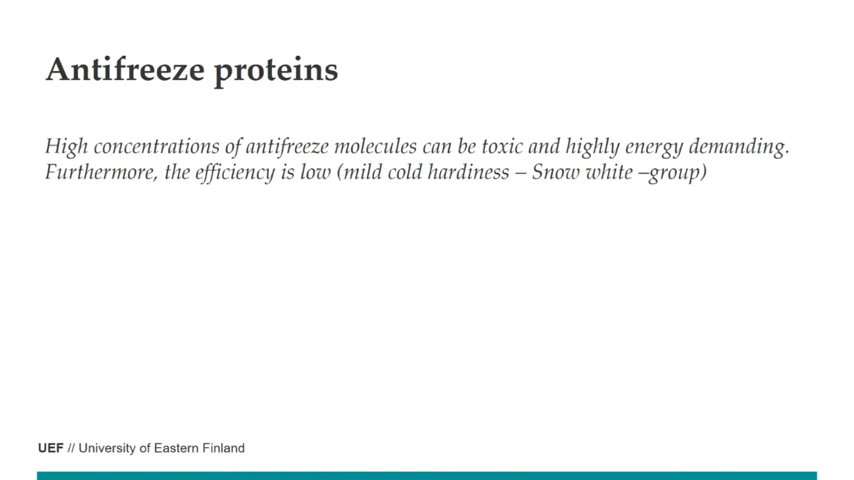 Antifreeze proteins
High concentrations of antifreeze molecules can be toxic and highly energy demanding.
Furthermore, the efficiency is low (mild cold hardiness – Snow white –group)
UEF // University of Eastern Finland